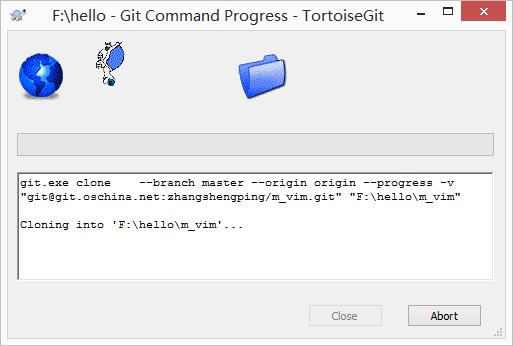 F:\hello - Git Command Progress - TortoiseGit
git.exe clone    --branch master --origin origin --progress -v
"git@git.oschina.net:zhangshengping/m_vim.git" "F:\hello\m_vim"
Cloning into 'F:\hello\m_vim'...
Close
Abort